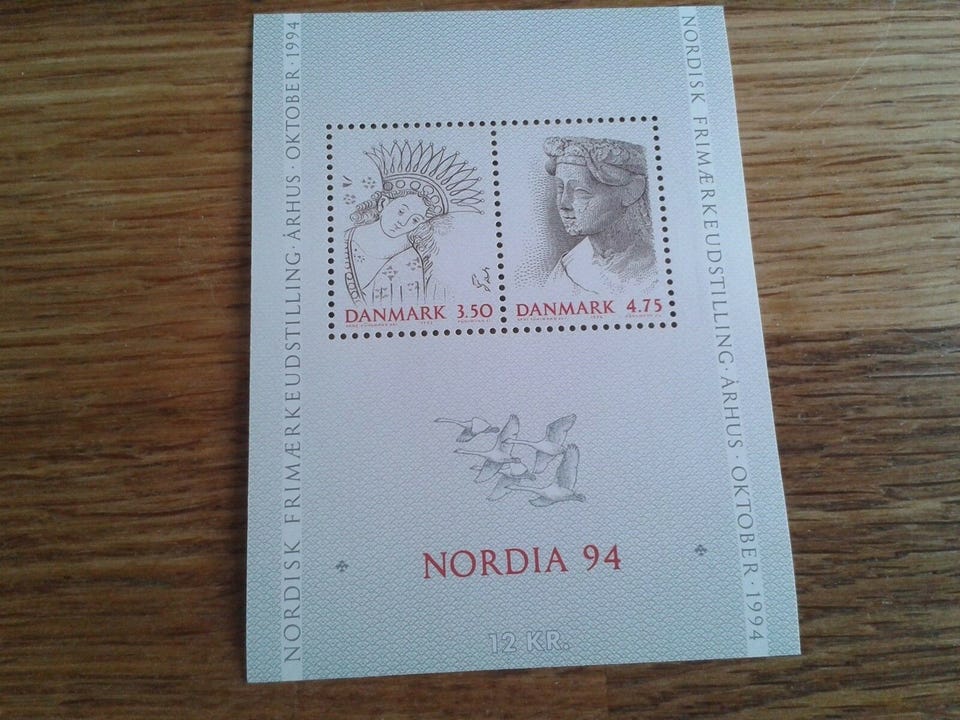 NORDISK FRIMÆRKEUDSTILLING·ÅRHUS·OKTOBER·1994
DANMARK 3.50
DANMARK 4.75
NORDISK FRIMÆRKEUDSTILLING·ÅRHUS·OKTOBER·1994
NORDIA 94
12 KR.